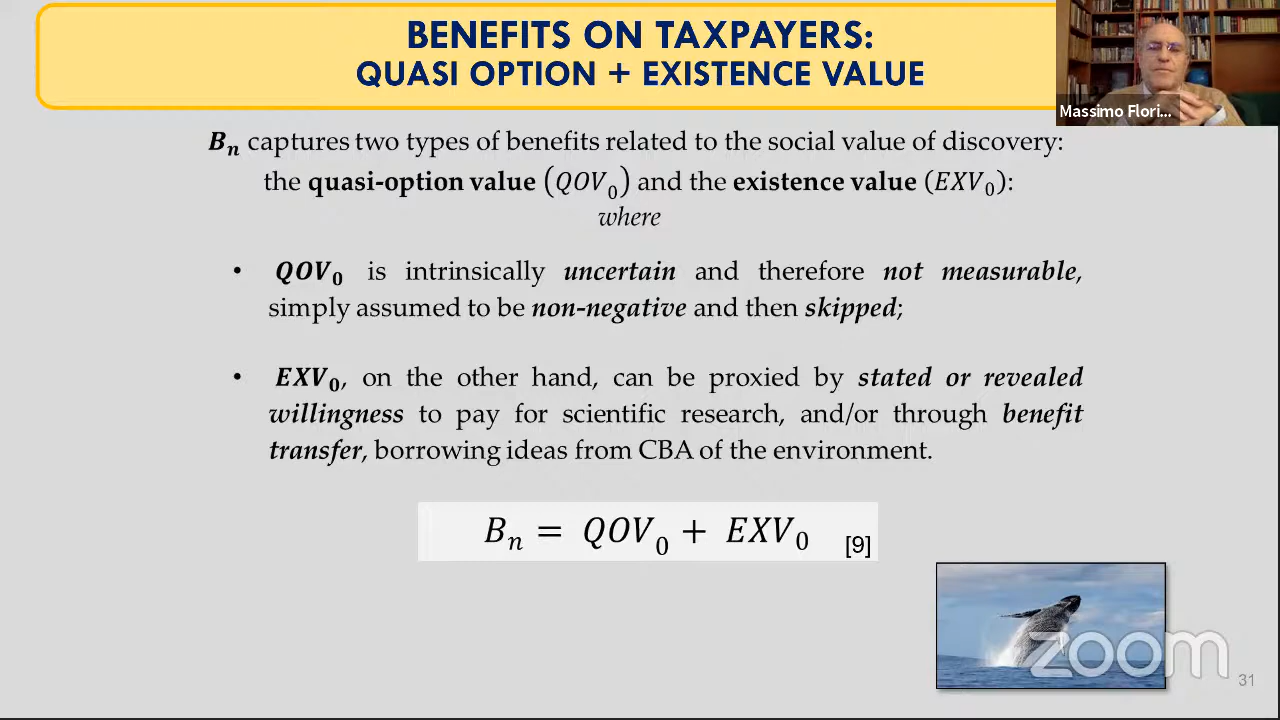 BENEFITS ON TAXPAYERS:
QUASI OPTION + EXISTENCE VALUE
Massimo Flori...
Bₙ captures two types of benefits related to the social value of discovery:
the quasi-option value (QOV₀) and the existence value (EXV₀):
where
• QOV₀ is intrinsically uncertain and therefore not measurable,
simply assumed to be non-negative and then skipped;
• EXV₀, on the other hand, can be proxied by stated or revealed
willingness to pay for scientific research, and/or through benefit
transfer, borrowing ideas from CBA of the environment.
Bₙ = QOV₀ + EXV₀ [9]
zoom
31